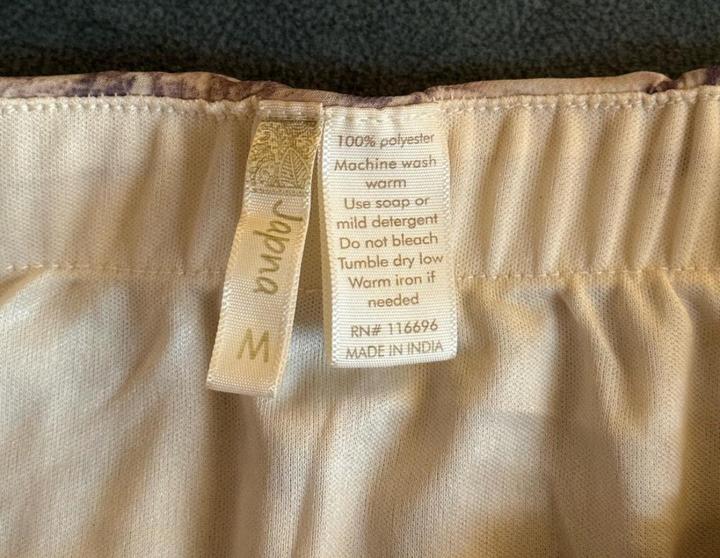 Japna
M
100% polyester
Machine wash
warm
Use soap or
mild detergent
Do not bleach
Tumble dry low
Warm iron if
needed
RN# 116696
MADE IN INDIA